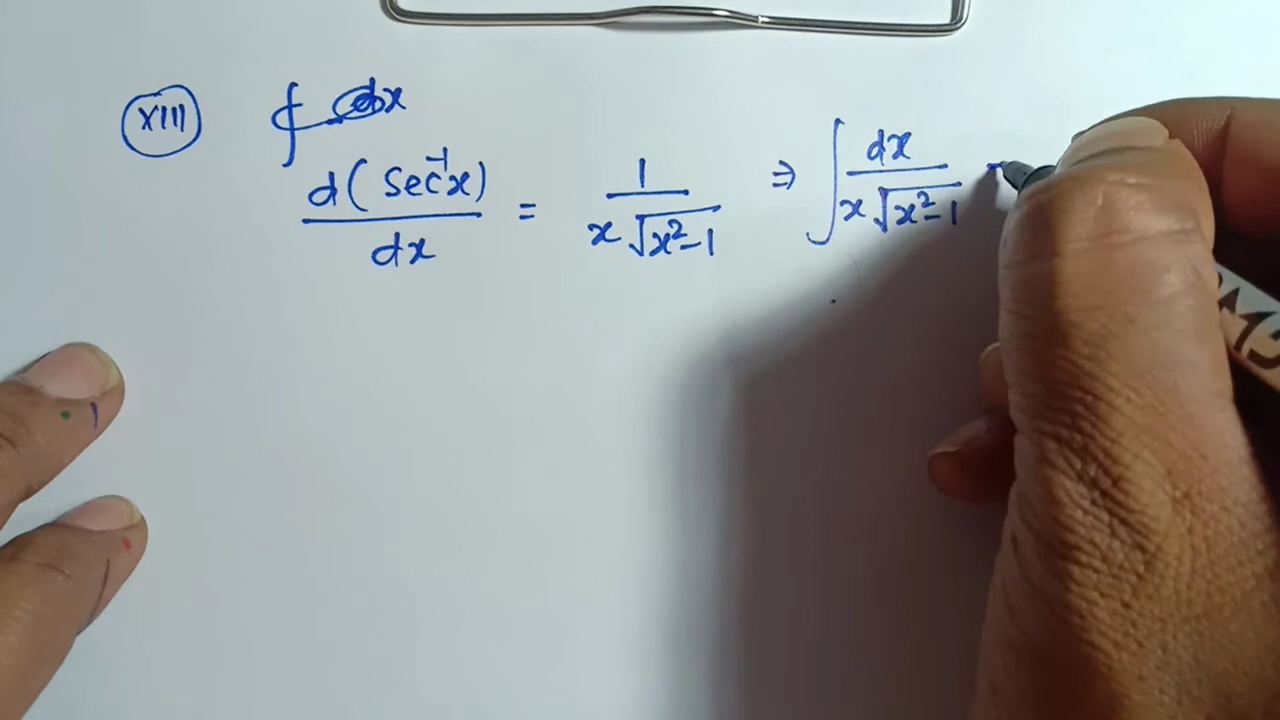 XIII ∫ dx
d(sec⁻¹x)/dx = 1/(x√(x²-1)) ⇒ ∫ dx/(x√(x²-1))